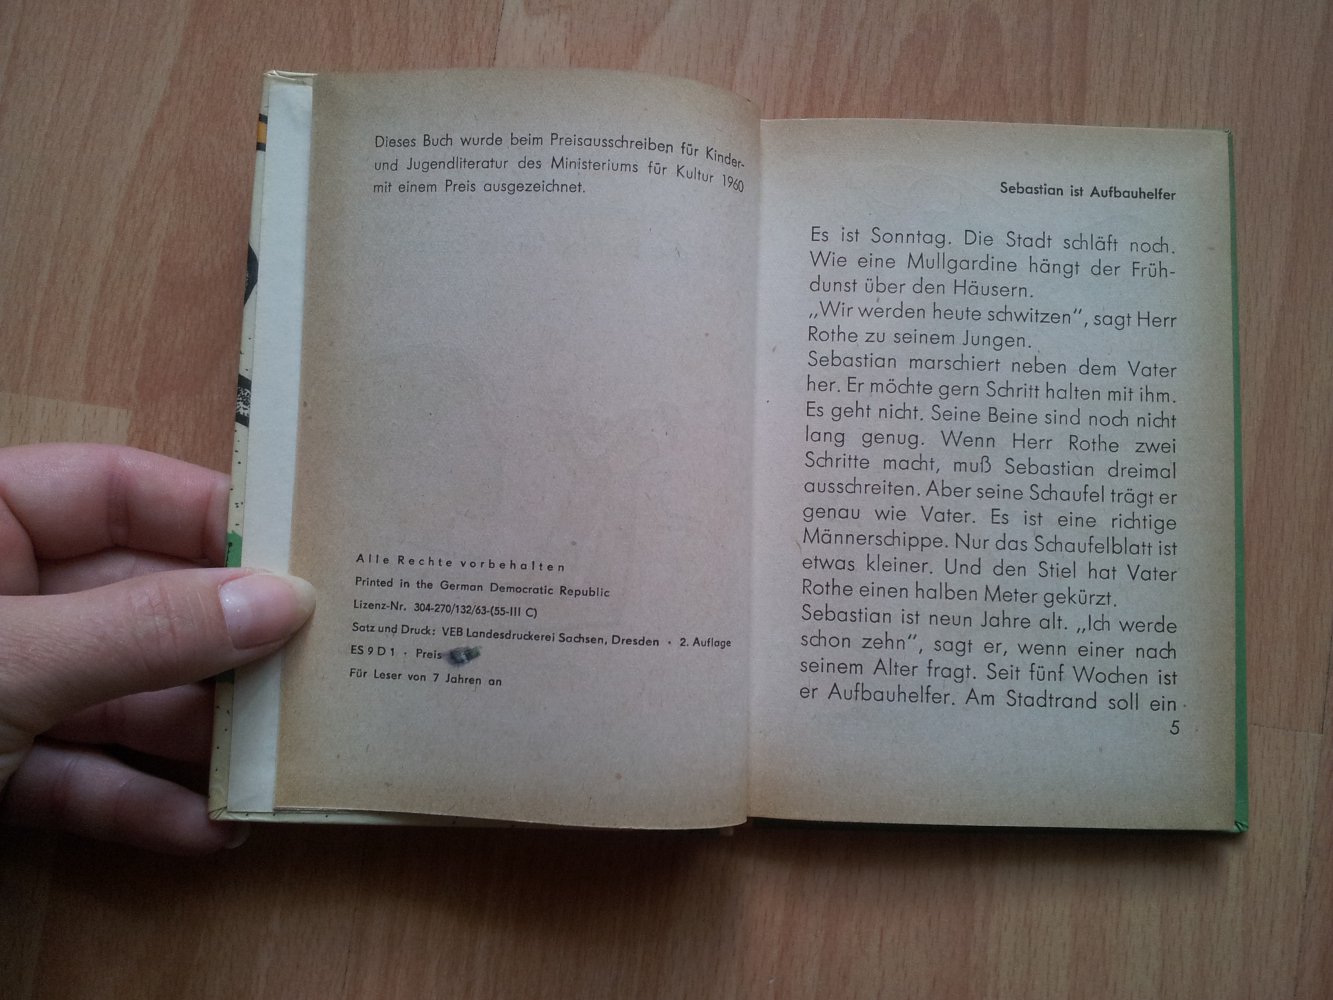 Dieses Buch wurde beim Preisausschreiben für Kinder-
und Jugendliteratur des Ministeriums für Kultur 1960
mit einem Preis ausgezeichnet.
Alle Rechte vorbehalten
Printed in the German Democratic Republic
Lizenz-Nr. 304-270/132/63-(55-III C)
Satz und Druck: VEB Landesdruckerei Sachsen, Dresden · 2. Auflage
ES 9 D 1 · Preis
Für Leser von 7 Jahren an
Sebastian ist Aufbauhelfer
Es ist Sonntag. Die Stadt schläft noch.
Wie eine Mullgardine hängt der Früh-
dunst über den Häusern.
„Wir werden heute schwitzen“, sagt Herr
Rothe zu seinem Jungen.
Sebastian marschiert neben dem Vater
her. Er möchte gern Schritt halten mit ihm.
Es geht nicht. Seine Beine sind noch nicht
lang genug. Wenn Herr Rothe zwei
Schritte macht, muß Sebastian dreimal
ausschreiten. Aber seine Schaufel trägt er
genau wie Vater. Es ist eine richtige
Männerschippe. Nur das Schaufelblatt ist
etwas kleiner. Und den Stiel hat Vater
Rothe einen halben Meter gekürzt.
Sebastian ist neun Jahre alt. „Ich werde
schon zehn“, sagt er, wenn einer nach
seinem Alter fragt. Seit fünf Wochen ist
er Aufbauhelfer. Am Stadtrand soll ein
5